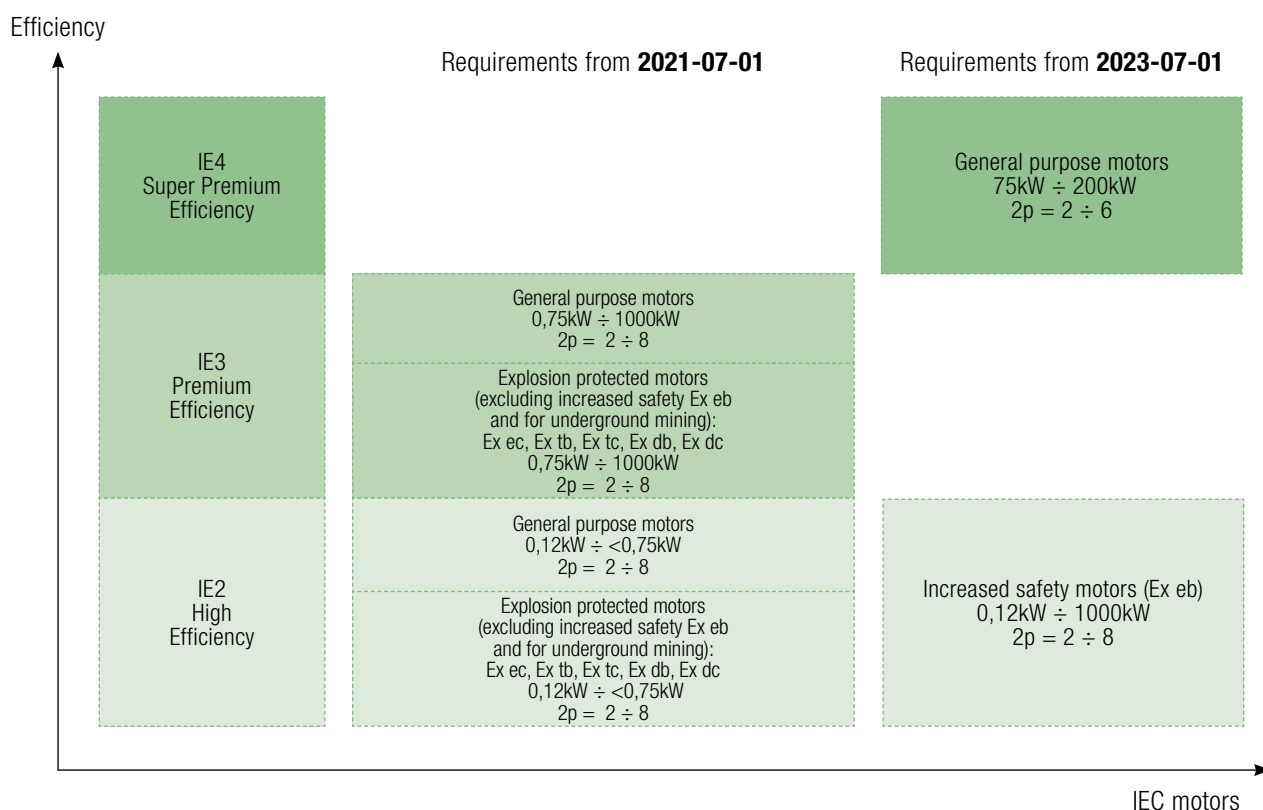 Efficiency
Requirements from 2021-07-01
Requirements from 2023-07-01
IE4
Super Premium
Efficiency
General purpose motors
75kW ÷ 200kW
2p = 2 ÷ 6
IE3
Premium
Efficiency
General purpose motors
0,75kW ÷ 1000kW
2p = 2 ÷ 8
Explosion protected motors
(excluding increased safety Ex eb
and for underground mining):
Ex ec, Ex tb, Ex tc, Ex db, Ex dc
0,75kW ÷ 1000kW
2p = 2 ÷ 8
IE2
High
Efficiency
General purpose motors
0,12kW ÷ <0,75kW
2p = 2 ÷ 8
Explosion protected motors
(excluding increased safety Ex eb
and for underground mining):
Ex ec, Ex tb, Ex tc, Ex db, Ex dc
0,12kW ÷ <0,75kW
2p = 2 ÷ 8
Increased safety motors (Ex eb)
0,12kW ÷ 1000kW
2p = 2 ÷ 8
IEC motors